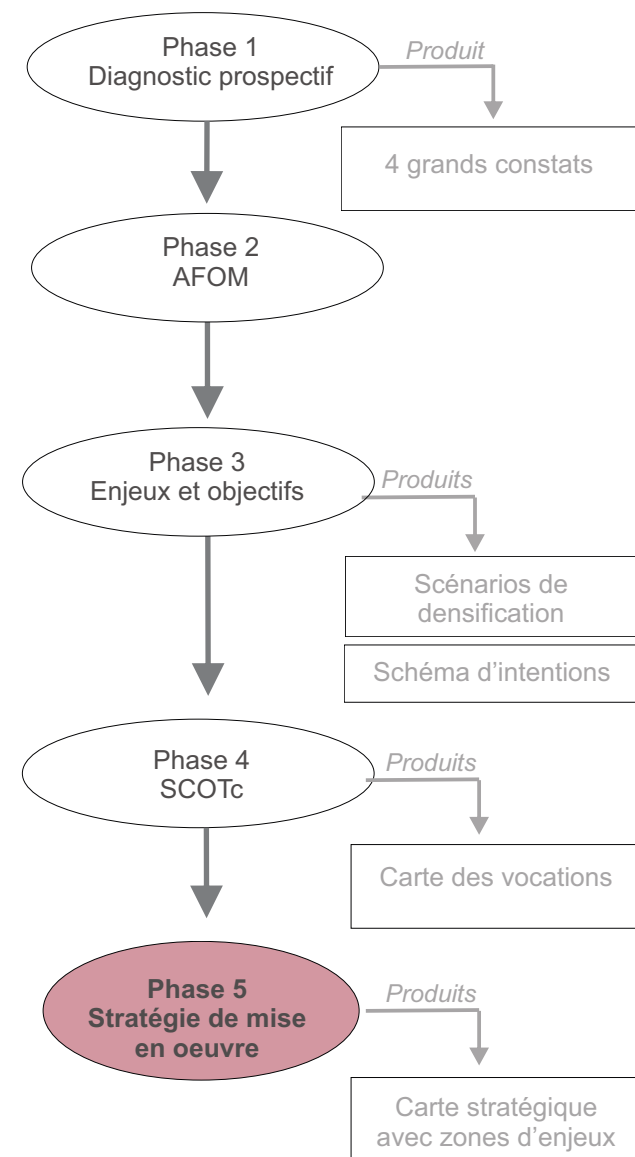 Phase 1
Diagnostic prospectif
Produit
4 grands constats
Phase 2
AFOM
Phase 3
Enjeux et objectifs
Produits
Scénarios de
densification
Schéma d’intentions
Phase 4
SCOTc
Produits
Carte des vocations
Phase 5
Stratégie de mise
en oeuvre
Produits
Carte stratégique
avec zones d’enjeux